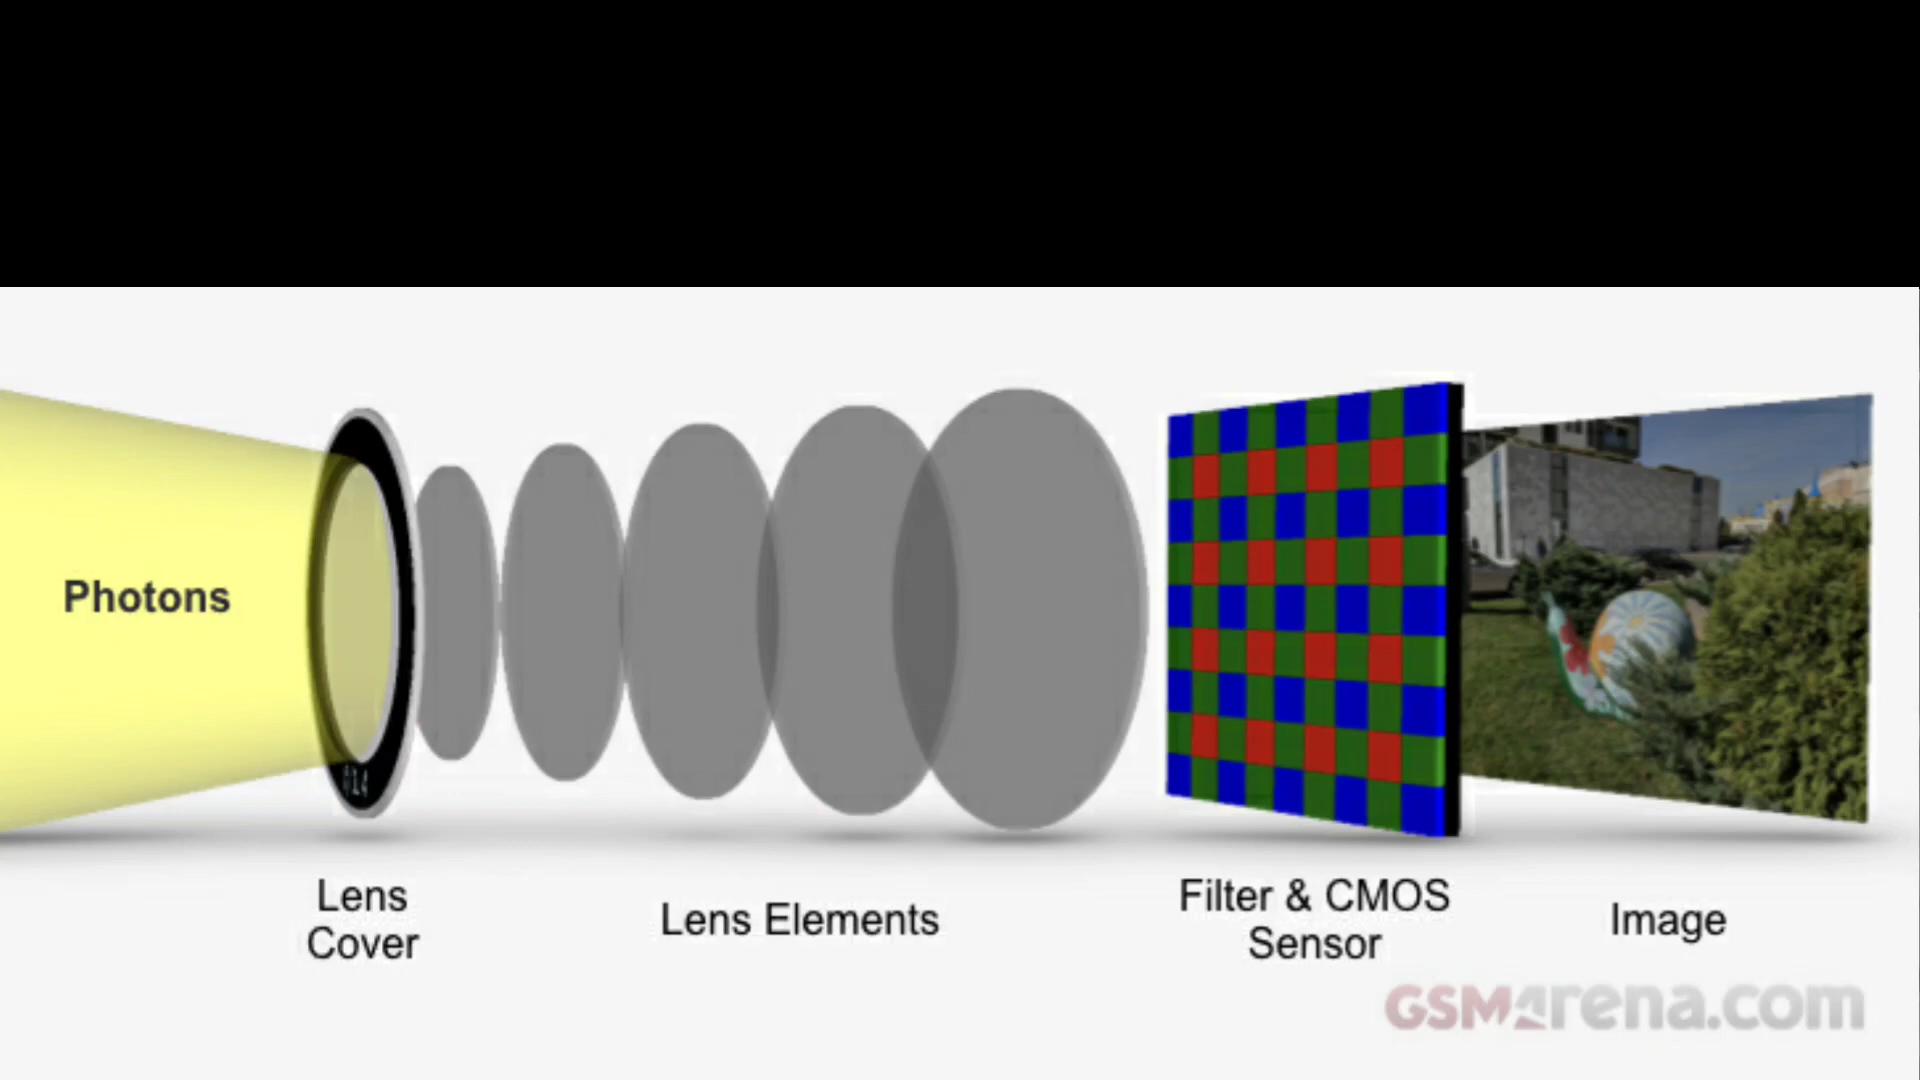 Photons
Lens
Cover
Lens Elements
Filter & CMOS
Sensor
Image
GSMArena.com